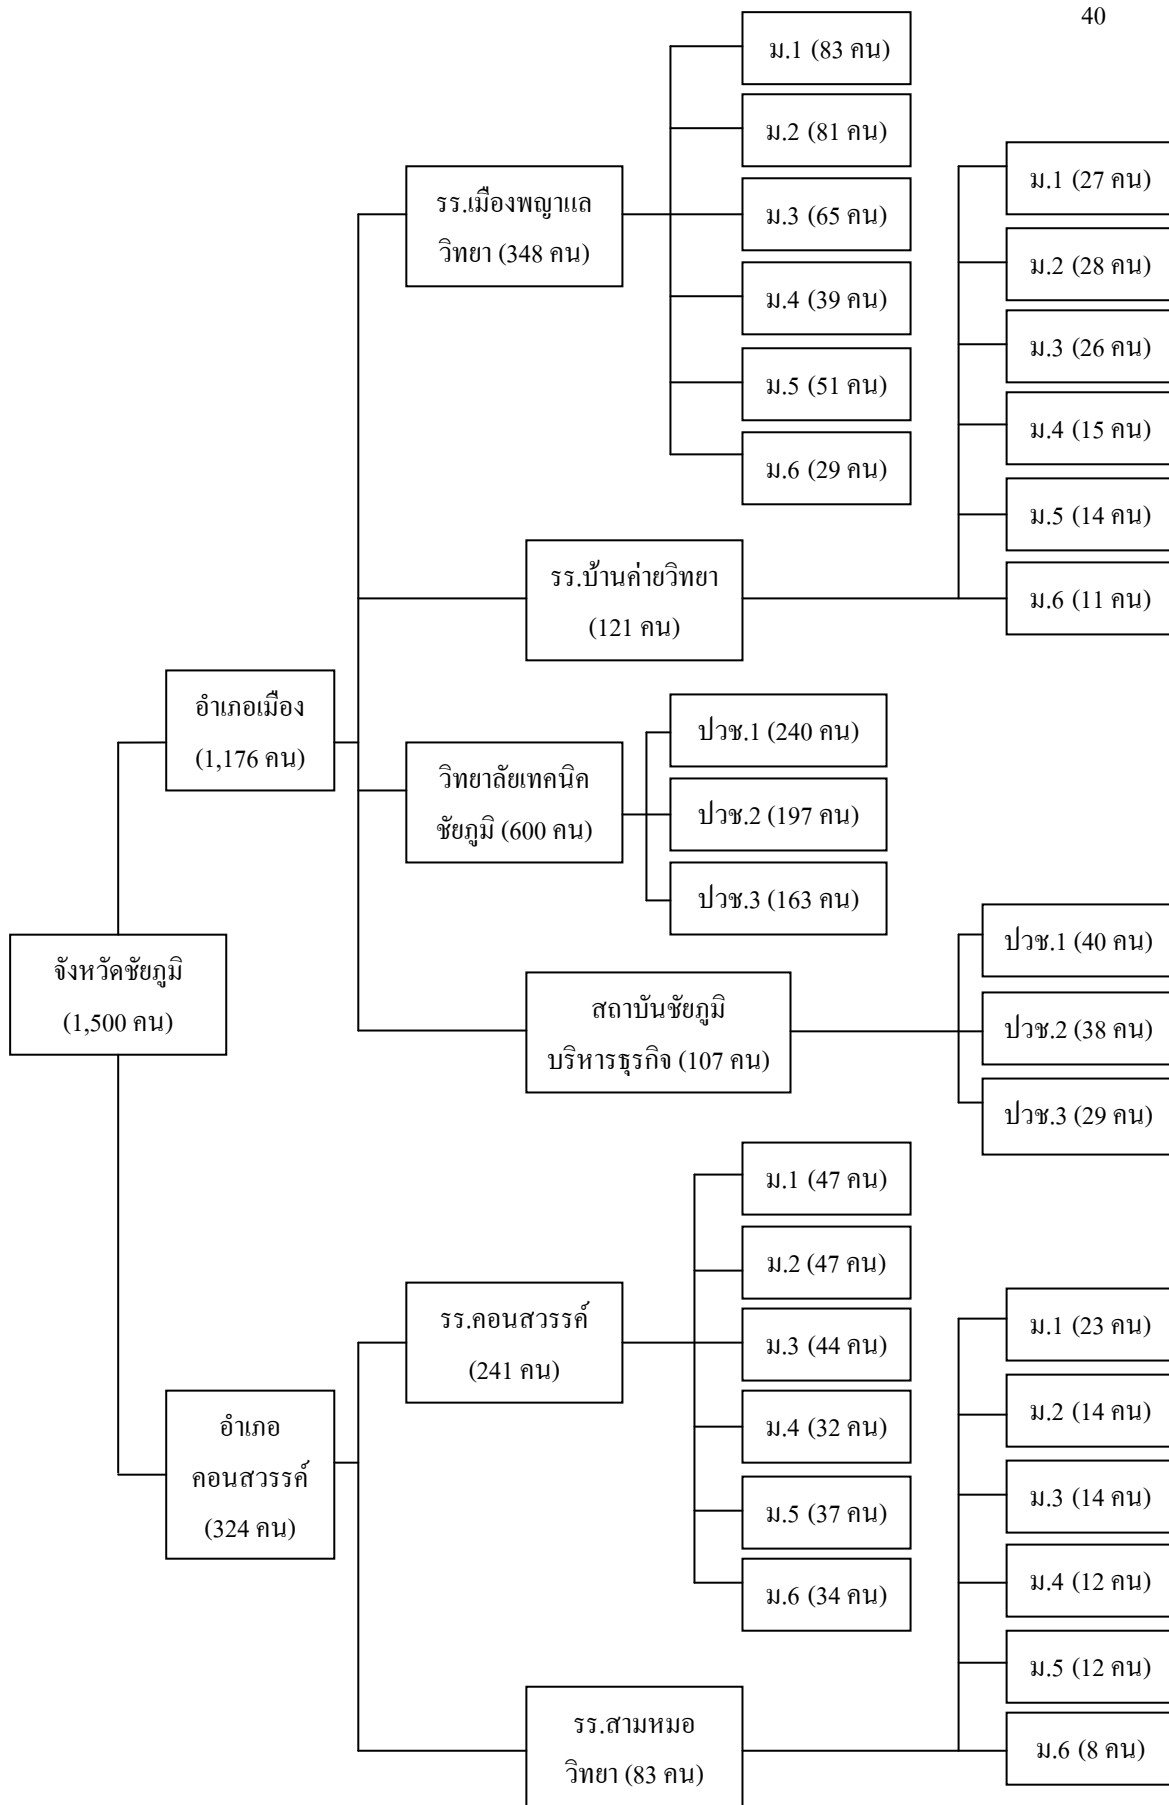 40
จังหวัดชัยภูมิ
(1,500 คน)
อำเภอเมือง
(1,176 คน)
รร.เมืองพญาแล
วิทยา (348 คน)
ม.1 (83 คน)
ม.2 (81 คน)
ม.3 (65 คน)
ม.4 (39 คน)
ม.5 (51 คน)
ม.6 (29 คน)
รร.บ้านค่ายวิทยา
(121 คน)
ม.1 (27 คน)
ม.2 (28 คน)
ม.3 (26 คน)
ม.4 (15 คน)
ม.5 (14 คน)
ม.6 (11 คน)
วิทยาลัยเทคนิค
ชัยภูมิ (600 คน)
ปวช.1 (240 คน)
ปวช.2 (197 คน)
ปวช.3 (163 คน)
สถาบันชัยภูมิ
บริหารธุรกิจ (107 คน)
ปวช.1 (40 คน)
ปวช.2 (38 คน)
ปวช.3 (29 คน)
อำเภอ
คอนสวรรค์
(324 คน)
รร.คอนสวรรค์
(241 คน)
ม.1 (47 คน)
ม.2 (47 คน)
ม.3 (44 คน)
ม.4 (32 คน)
ม.5 (37 คน)
ม.6 (34 คน)
รร.สามหมอ
วิทยา (83 คน)
ม.1 (23 คน)
ม.2 (14 คน)
ม.3 (14 คน)
ม.4 (12 คน)
ม.5 (12 คน)
ม.6 (8 คน)